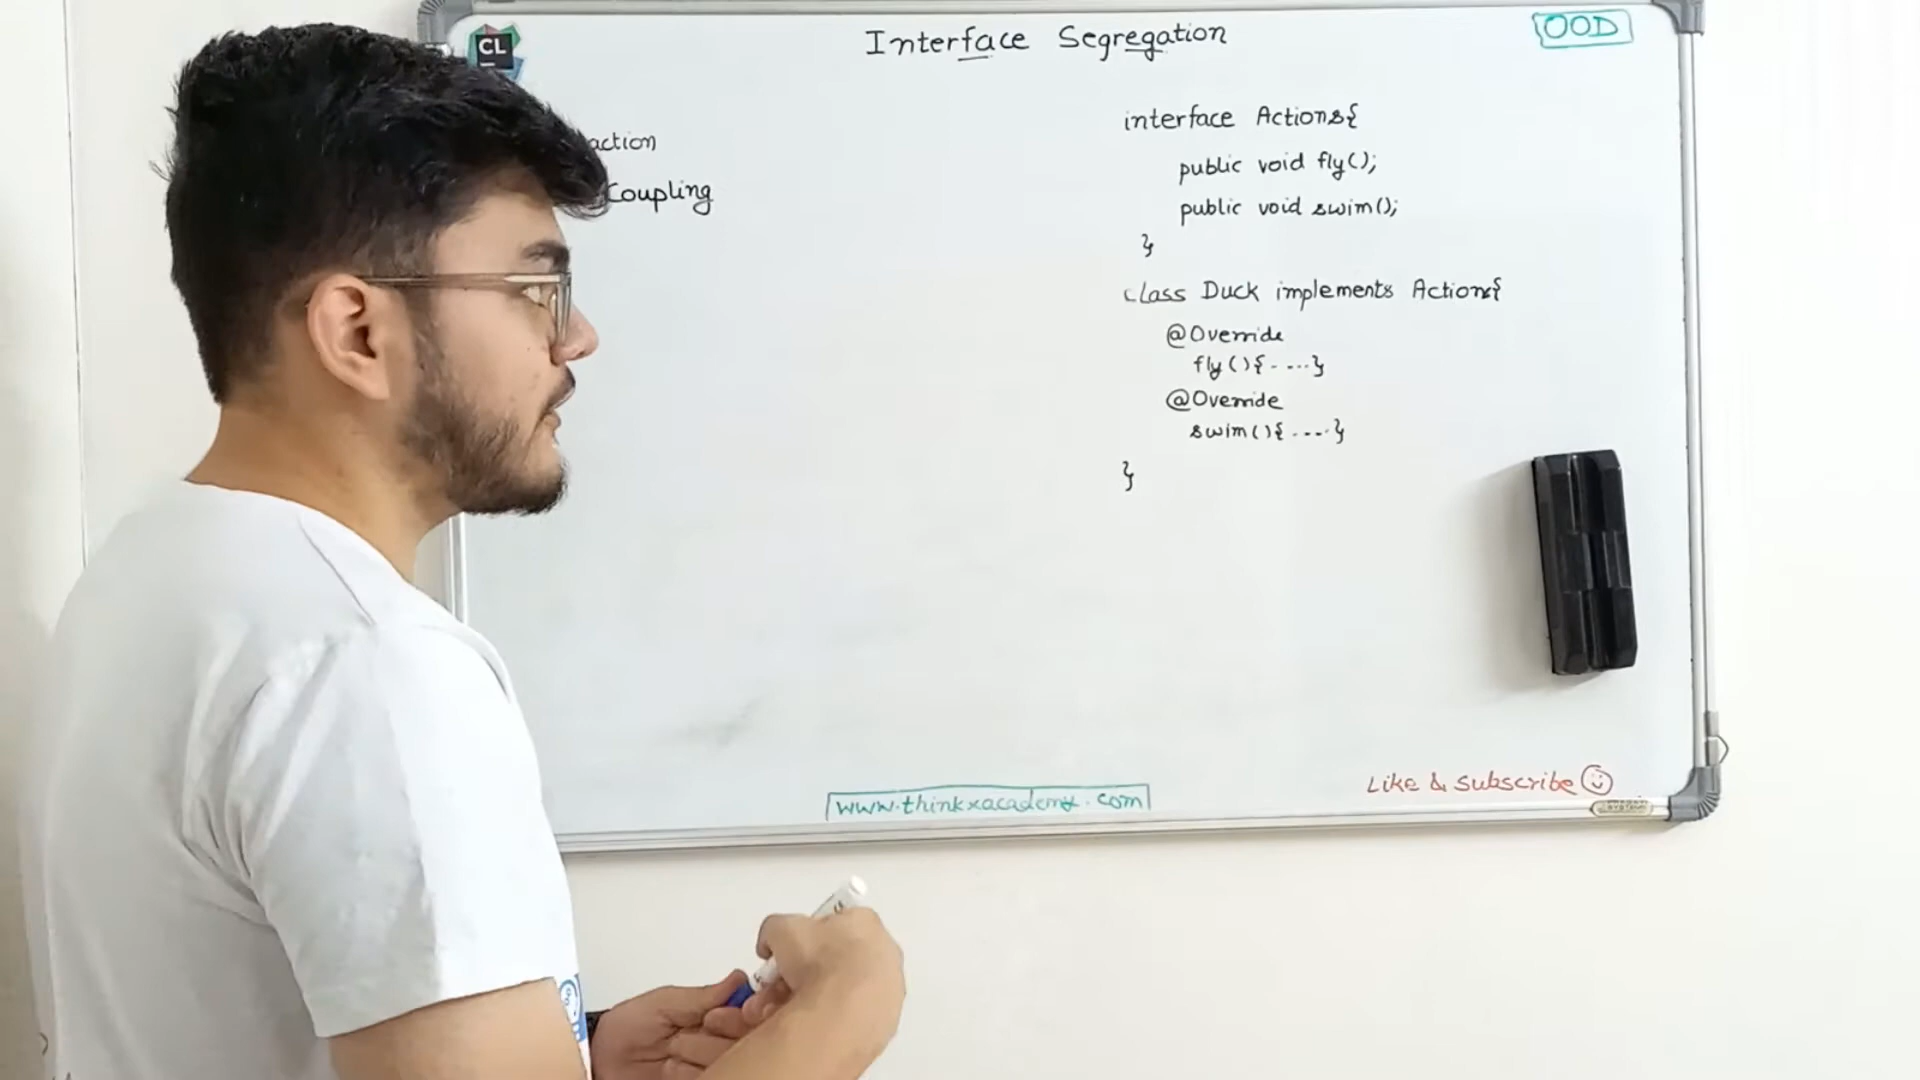 CL
Interface Segregation
OOD
action
Coupling
interface Actions{
public void fly();
public void swim();
}
class Duck implements Actions{
@Override
fly(){- ---}
@Override
swim(){ ----}
}
www.thinkxacademy.com
Like & Subscribe